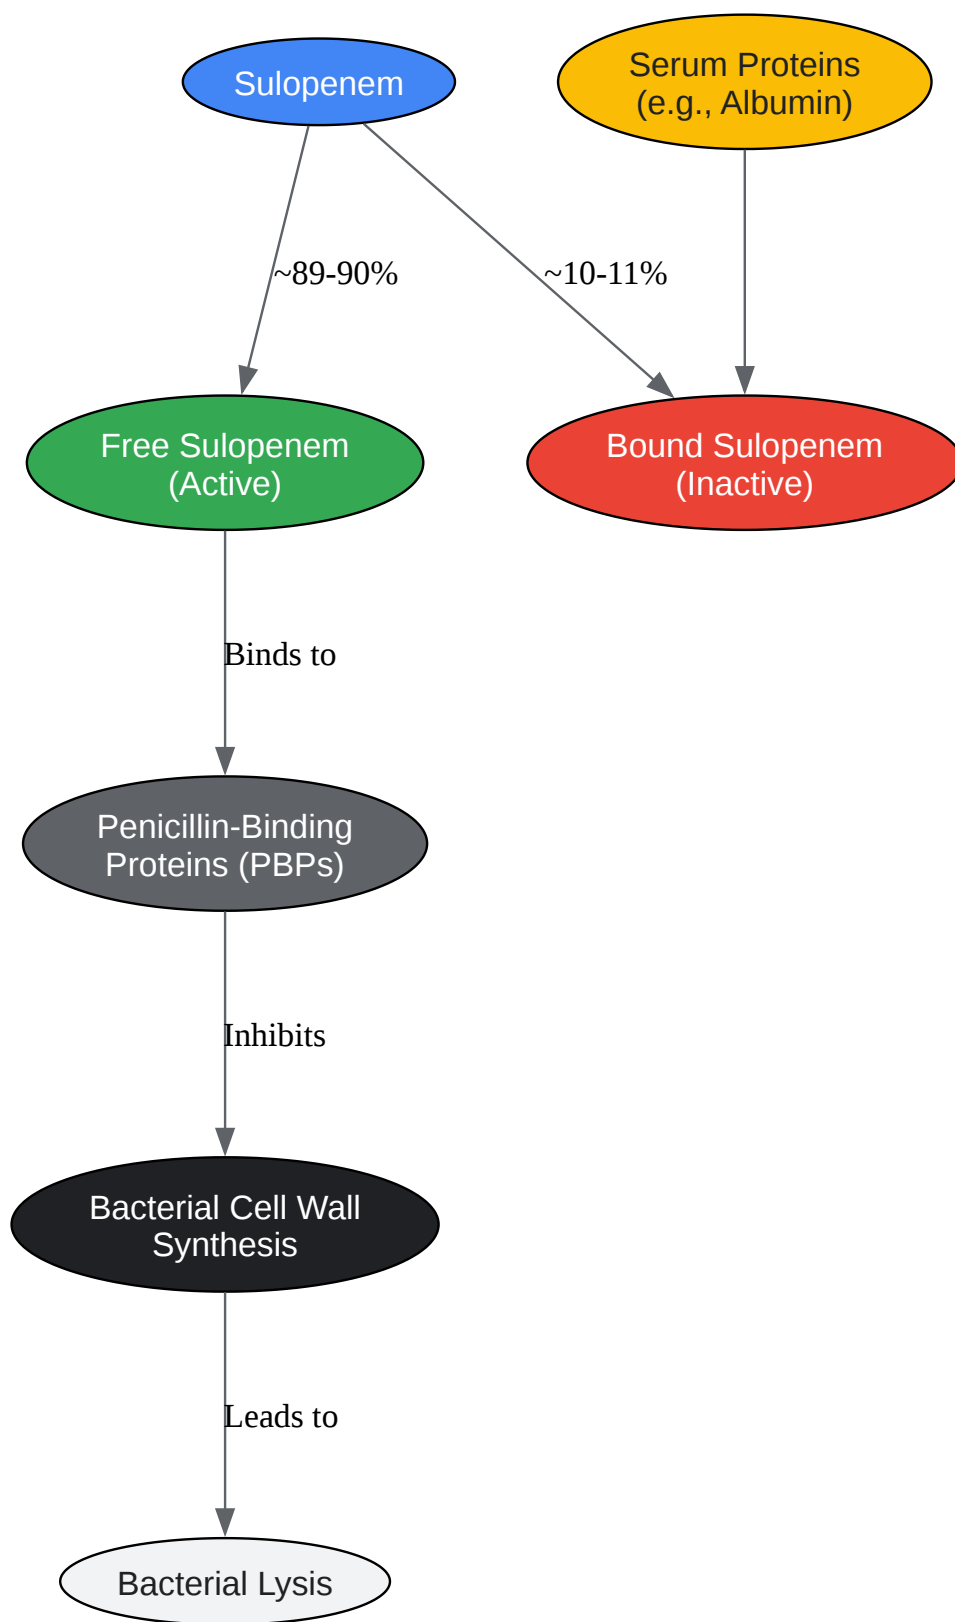 Sulopenem
Serum Proteins
(e.g., Albumin)
~89-90%
~10-11%
Free Sulopenem
(Active)
Bound Sulopenem
(Inactive)
Binds to
Penicillin-Binding
Proteins (PBPs)
Inhibits
Bacterial Cell Wall
Synthesis
Leads to
Bacterial Lysis